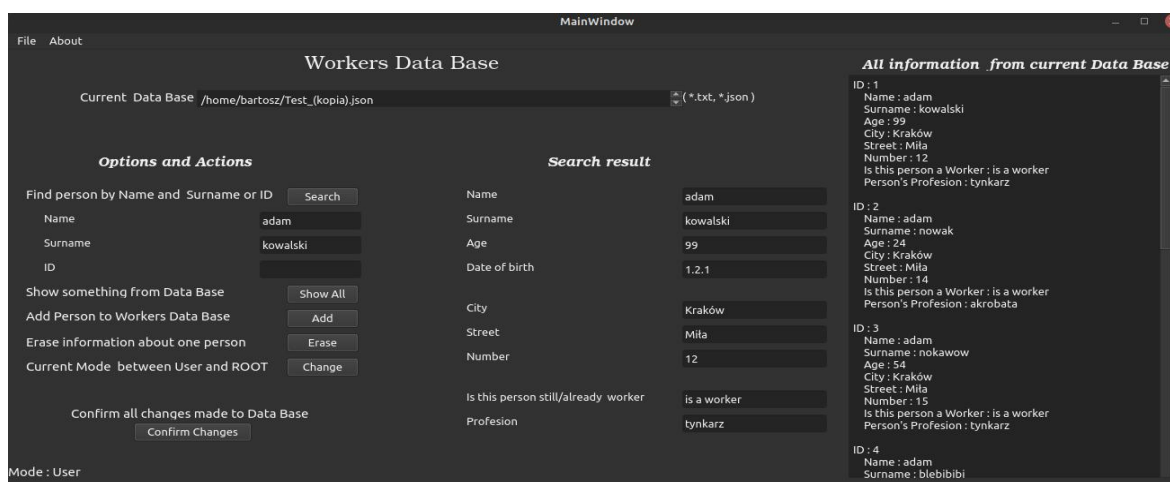 MainWindow
File About
Workers Data Base
Current Data Base /home/bartosz/Test_(kopia).json ( *.txt, *.json )
Options and Actions
Find person by Name and Surname or ID Search
Name adam
Surname kowalski
ID
Show something from Data Base Show All
Add Person to Workers Data Base Add
Erase information about one person Erase
Current Mode between User and ROOT Change
Confirm all changes made to Data Base
Confirm Changes
Mode : User
Search result
Name adam
Surname kowalski
Age 99
Date of birth 1.2.1
City Kraków
Street Miła
Number 12
Is this person still/already worker is a worker
Profesion tynkarz
All information from current Data Base
ID : 1
Name : adam
Surname : kowalski
Age : 99
City : Kraków
Street : Miła
Number : 12
Is this person a Worker : is a worker
Person's Profesion : tynkarz
ID : 2
Name : adam
Surname : nowak
Age : 24
City : Kraków
Street : Miła
Number : 14
Is this person a Worker : is a worker
Person's Profesion : akrobata
ID : 3
Name : adam
Surname : nokawow
Age : 54
City : Kraków
Street : Miła
Number : 15
Is this person a Worker : is a worker
Person's Profesion : tynkarz
ID : 4
Name : adam
Surname : blebibibi